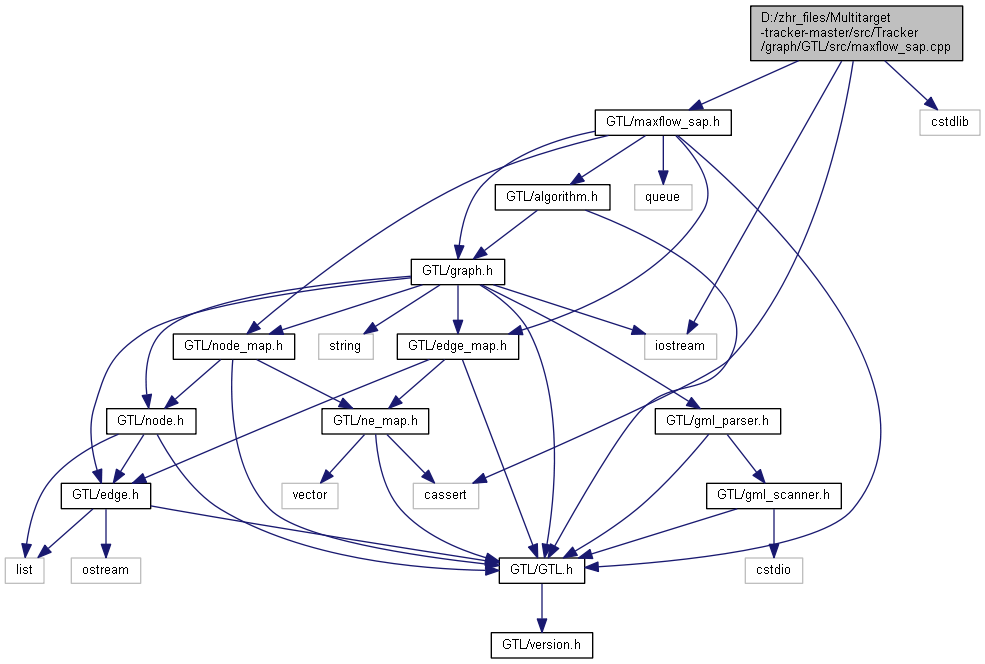 D:/zhr_files/Multitarget
-tracker-master/src/Tracker
/graph/GTL/src/maxflow_sap.cpp
GTL/maxflow_sap.h
cstdlib
GTL/algorithm.h
queue
GTL/graph.h
GTL/node_map.h
string
GTL/edge_map.h
iostream
GTL/node.h
GTL/ne_map.h
GTL/gml_parser.h
GTL/edge.h
vector
cassert
GTL/gml_scanner.h
list
ostream
GTL/GTL.h
cstdio
GTL/version.h